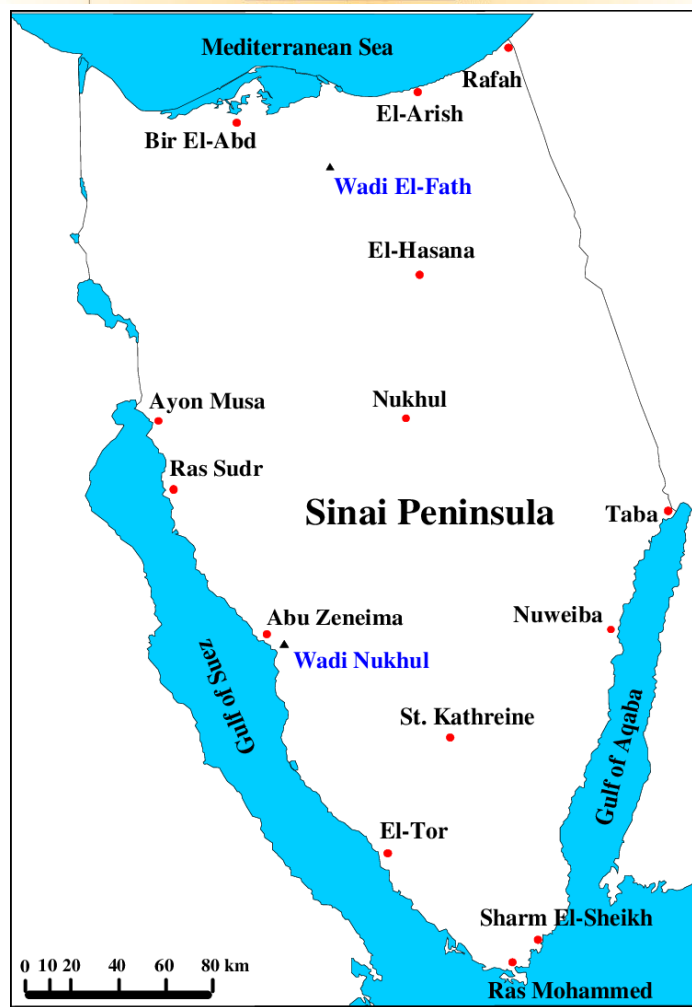 Mediterranean Sea
Rafah
El-Arish
Bir El-Abd
Wadi El-Fath
El-Hasana
Ayon Musa
Nukhul
Ras Sudr
Sinai Peninsula
Taba
Abu Zeneima
Nuweiba
Wadi Nukhul
Gulf of Suez
St. Kathreine
Gulf of Aqaba
El-Tor
Sharm El-Sheikh
0 10 20 40 60 80 km
Ras Mohammed